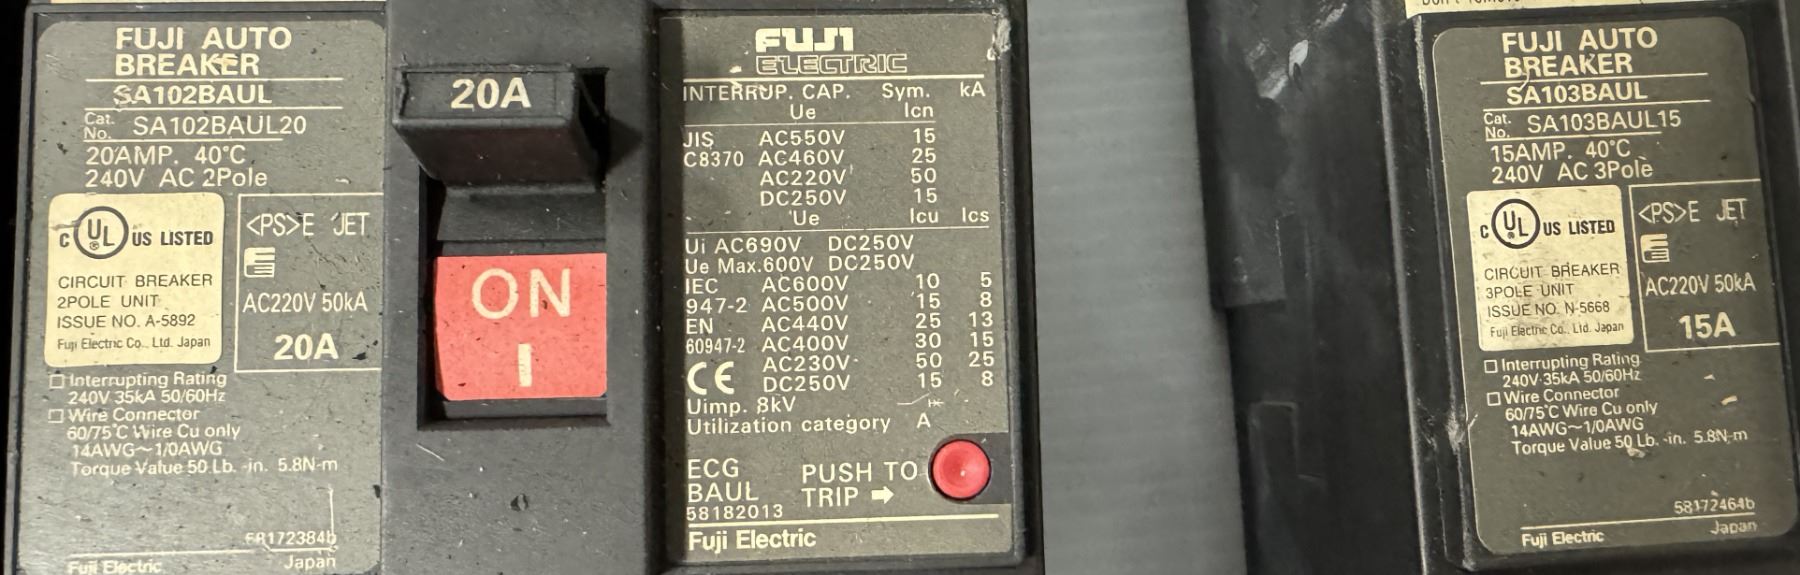 FUJI AUTO
BREAKER
SA102BAUL
Cat. No. SA102BAUL20
20AMP. 40°C
240V AC 2Pole
C UL® US LISTED
CIRCUIT BREAKER
2POLE UNIT
ISSUE NO. A-5892
Fuji Electric Co., Ltd. Japan
<PS>E JET
AC220V 50kA
20A
□ Interrupting Rating
240V 35kA 50/60Hz
□ Wire Connector
60/75°C Wire Cu only
14AWG~1/0AWG
Torque Value 50 Lb. -in. 5.8N-m
58172384b
Fuji Electric Japan
20A
ON
I
FUJI
ELECTRIC
INTERRUP. CAP. Sym. kA
Ue Icn
JIS AC550V 15
C8370 AC460V 25
AC220V 50
DC250V 15
Ue Icu Ics
Ui AC690V DC250V
Ue Max.600V DC250V
IEC AC600V 10 5
947-2 AC500V 15 8
EN AC440V 25 13
60947-2 AC400V 30 15
AC230V 50 25
CE DC250V 15 8
Uimp. 8kV
Utilization category A
ECG
BAUL
58182013
PUSH TO
TRIP ➡
Fuji Electric
FUJI AUTO
BREAKER
SA103BAUL
Cat. No. SA103BAUL15
15AMP. 40°C
240V AC 3Pole
C UL® US LISTED
CIRCUIT BREAKER
3POLE UNIT
ISSUE NO. N-5668
Fuji Electric Co., Ltd. Japan
<PS>E JET
AC220V 50kA
15A
□ Interrupting Rating
240V 35kA 50/60Hz
□ Wire Connector
60/75°C Wire Cu only
14AWG~1/0AWG
Torque Value 50 Lb. -in. 5.8N-m
58172464b
Fuji Electric Japan